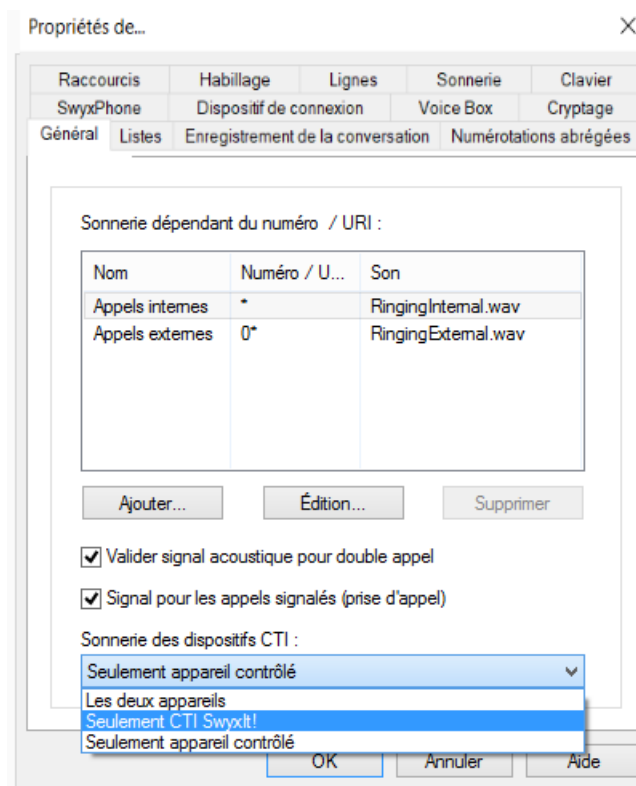 Propriétés de...
Raccourcis Habillage Lignes Sonnerie Clavier
SwyxPhone Dispositif de connexion Voice Box Cryptage
Général Listes Enregistrement de la conversation Numérotations abrégées
Sonnerie dépendant du numéro / URI :
Nom Numéro / U... Son
Appels internes * RingingInternal.wav
Appels externes 0* RingingExternal.wav
Ajouter... Édition... Supprimer
Valider signal acoustique pour double appel
Signal pour les appels signalés (prise d'appel)
Sonnerie des dispositifs CTI :
Seulement appareil contrôlé
Les deux appareils
Seulement CTI SwyxIt!
Seulement appareil contrôlé
OK Annuler Aide